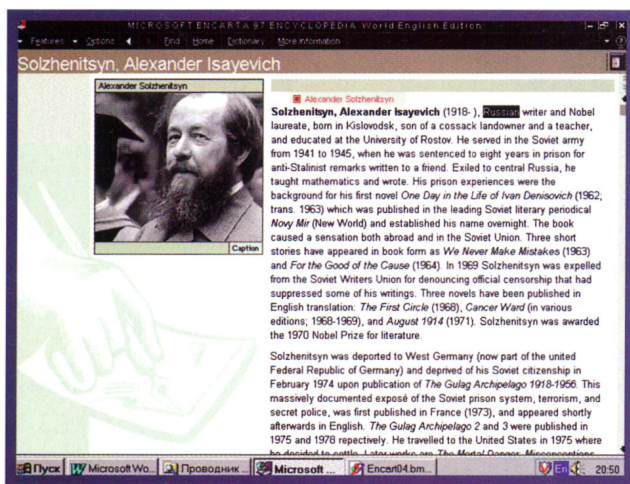 MICROSOFT ENCARTA 97 ENCYCLOPEDIA World English Edition
Features Options Find Home Dictionary More information
Solzhenitsyn, Alexander Isayevich
Alexander Solzhenitsyn
Caption
Alexander Solzhenitsyn
Solzhenitsyn, Alexander Isayevich (1918- ), Russian writer and Nobel
laureate, born in Kislovodsk, son of a cossack landowner and a teacher,
and educated at the University of Rostov. He served in the Soviet army
from 1941 to 1945, when he was sentenced to eight years in prison for
anti-Stalinist remarks written to a friend. Exiled to central Russia, he
taught mathematics and wrote. His prison experiences were the
background for his first novel One Day in the Life of Ivan Denisovich (1962;
trans. 1963) which was published in the leading Soviet literary periodical
Novy Mir (New World) and established his name overnight. The book
caused a sensation both abroad and in the Soviet Union. Three short
stories have appeared in book form as We Never Make Mistakes (1963)
and For the Good of the Cause (1964). In 1969 Solzhenitsyn was expelled
from the Soviet Writers Union for denouncing official censorship that had
suppressed some of his writings. Three novels have been published in
English translation: The First Circle (1968), Cancer Ward (in various
editions; 1968-1969), and August 1914 (1971). Solzhenitsyn was awarded
the 1970 Nobel Prize for literature.
Solzhenitsyn was deported to West Germany (now part of the united
Federal Republic of Germany) and deprived of his Soviet citizenship in
February 1974 upon publication of The Gulag Archipelago 1918-1956. This
massively documented exposé of the Soviet prison system, terrorism, and
secret police, was first published in France (1973), and appeared shortly
afterwards in English. The Gulag Archipelago 2 and 3 were published in
1975 and 1978 repectively. He travelled to the United States in 1975 where
he decided to settle. Later works are The Mortal Danger: Misconceptions
Пуск Microsoft Wo... Проводник ... Microsoft ... Encart04.bm... En 20:50